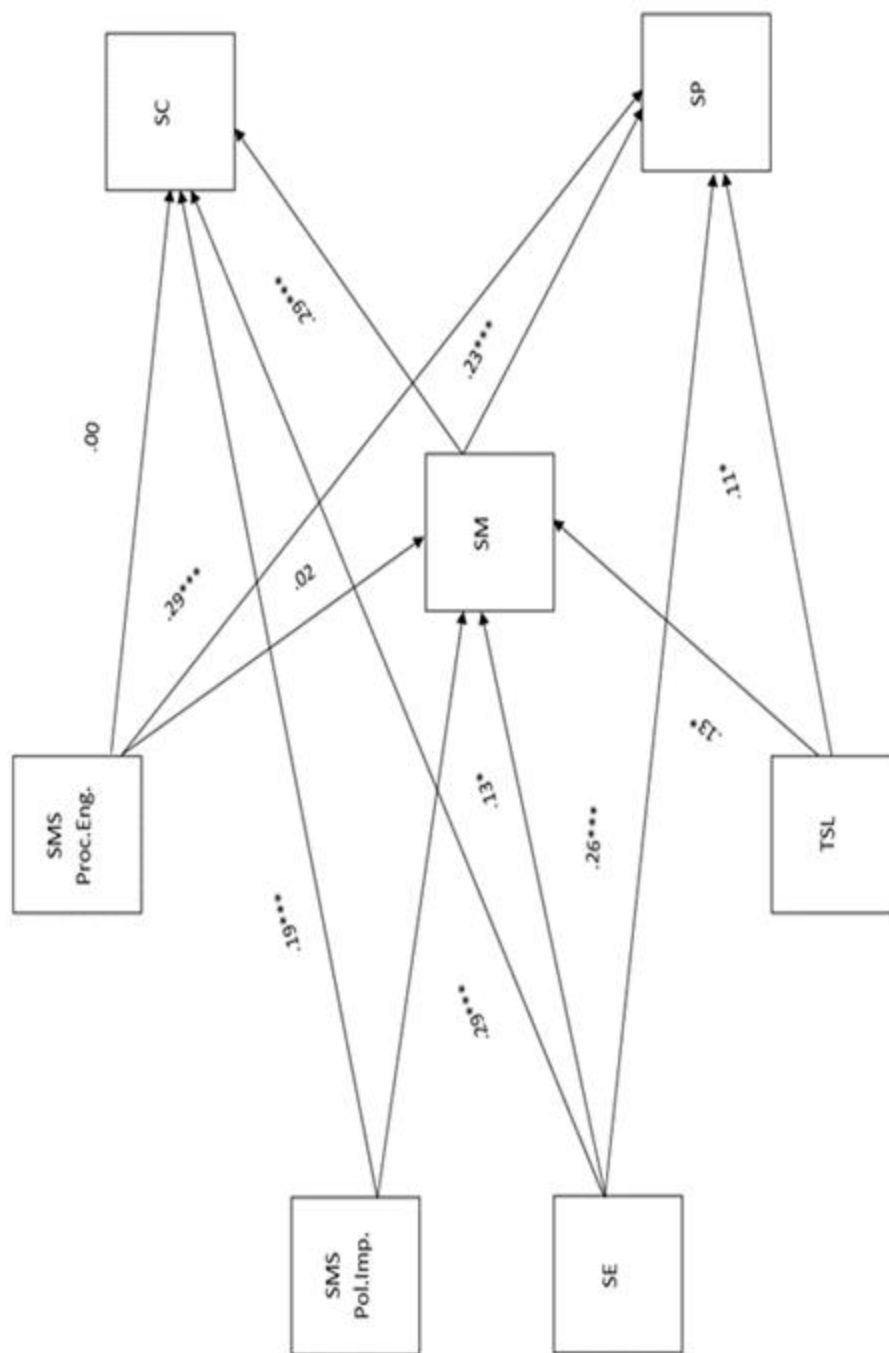 SMS
Proc.Eng.
.00
SC
.29***
.19***
.29***
.02
SMS
Pol.Imp.
.29***
SM
.23***
.13*
.26***
SE
SP
.13*
.11*
TSL